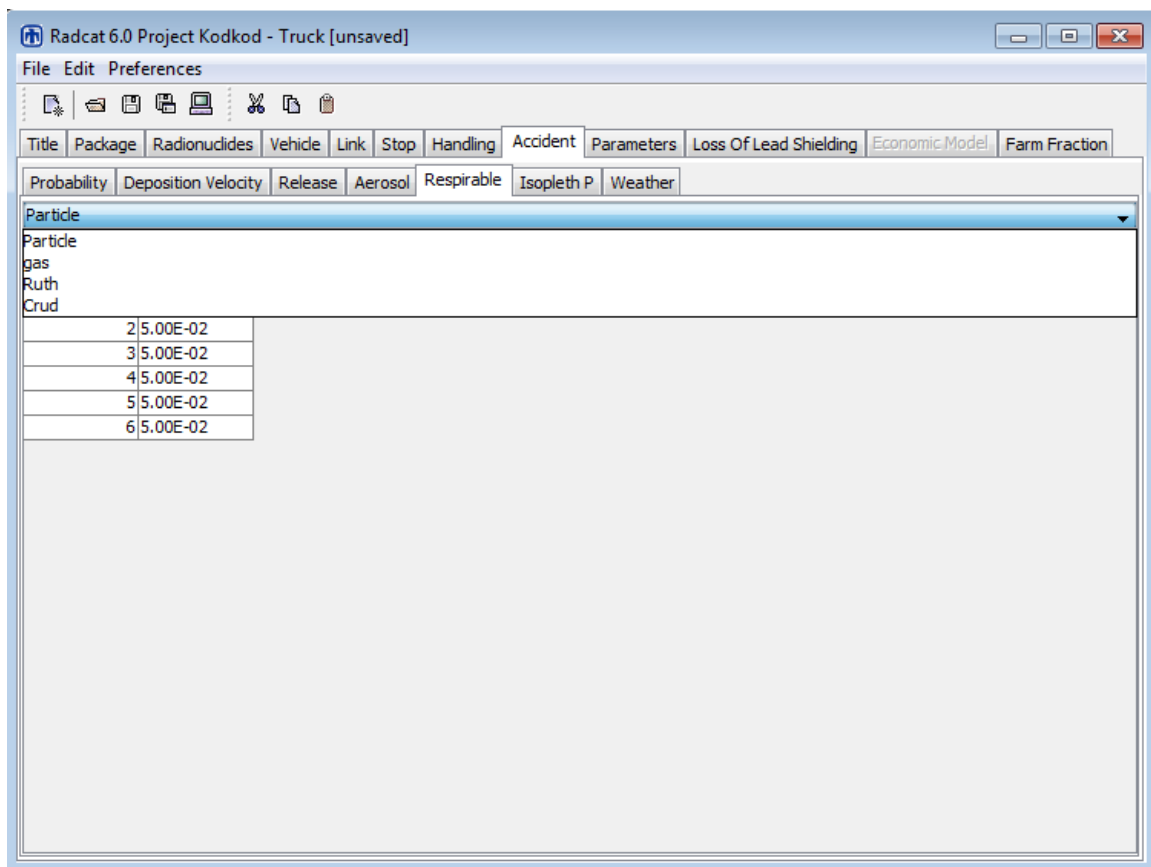 Radcat 6.0 Project Kodkod - Truck [unsaved]
File Edit Preferences
Title Package Radionuclides Vehicle Link Stop Handling Accident Parameters Loss Of Lead Shielding Economic Model Farm Fraction
Probability Deposition Velocity Release Aerosol Respirable Isopleth P Weather
Particle
Particle
gas
Ruth
Crud
2 5.00E-02
3 5.00E-02
4 5.00E-02
5 5.00E-02
6 5.00E-02